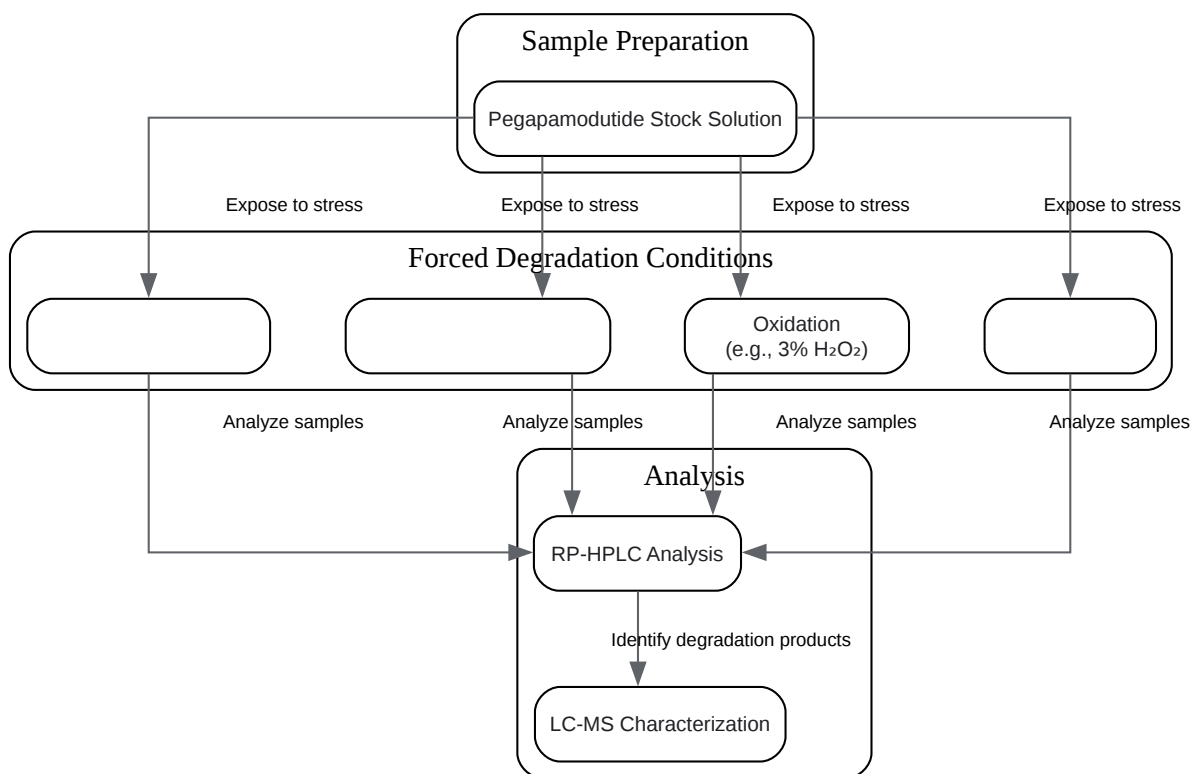 Sample Preparation
Pegapamodutide Stock Solution
Expose to stress
Expose to stress
Expose to stress
Expose to stress
Forced Degradation Conditions
Oxidation
(e.g., 3% H₂O₂)
Analyze samples
Analyze samples
Analyze samples
Analyze samples
Analysis
RP-HPLC Analysis
Identify degradation products
LC-MS Characterization